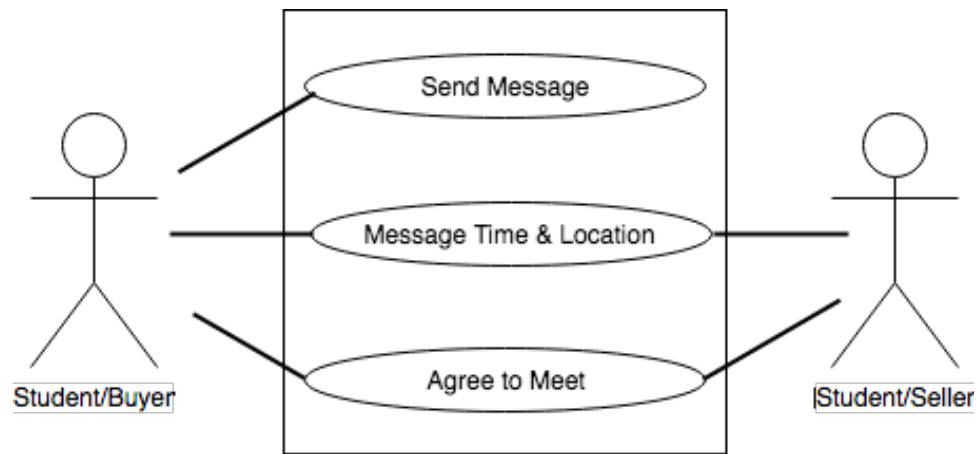 Send Message
Message Time & Location
Agree to Meet
Student/Buyer
Student/Seller